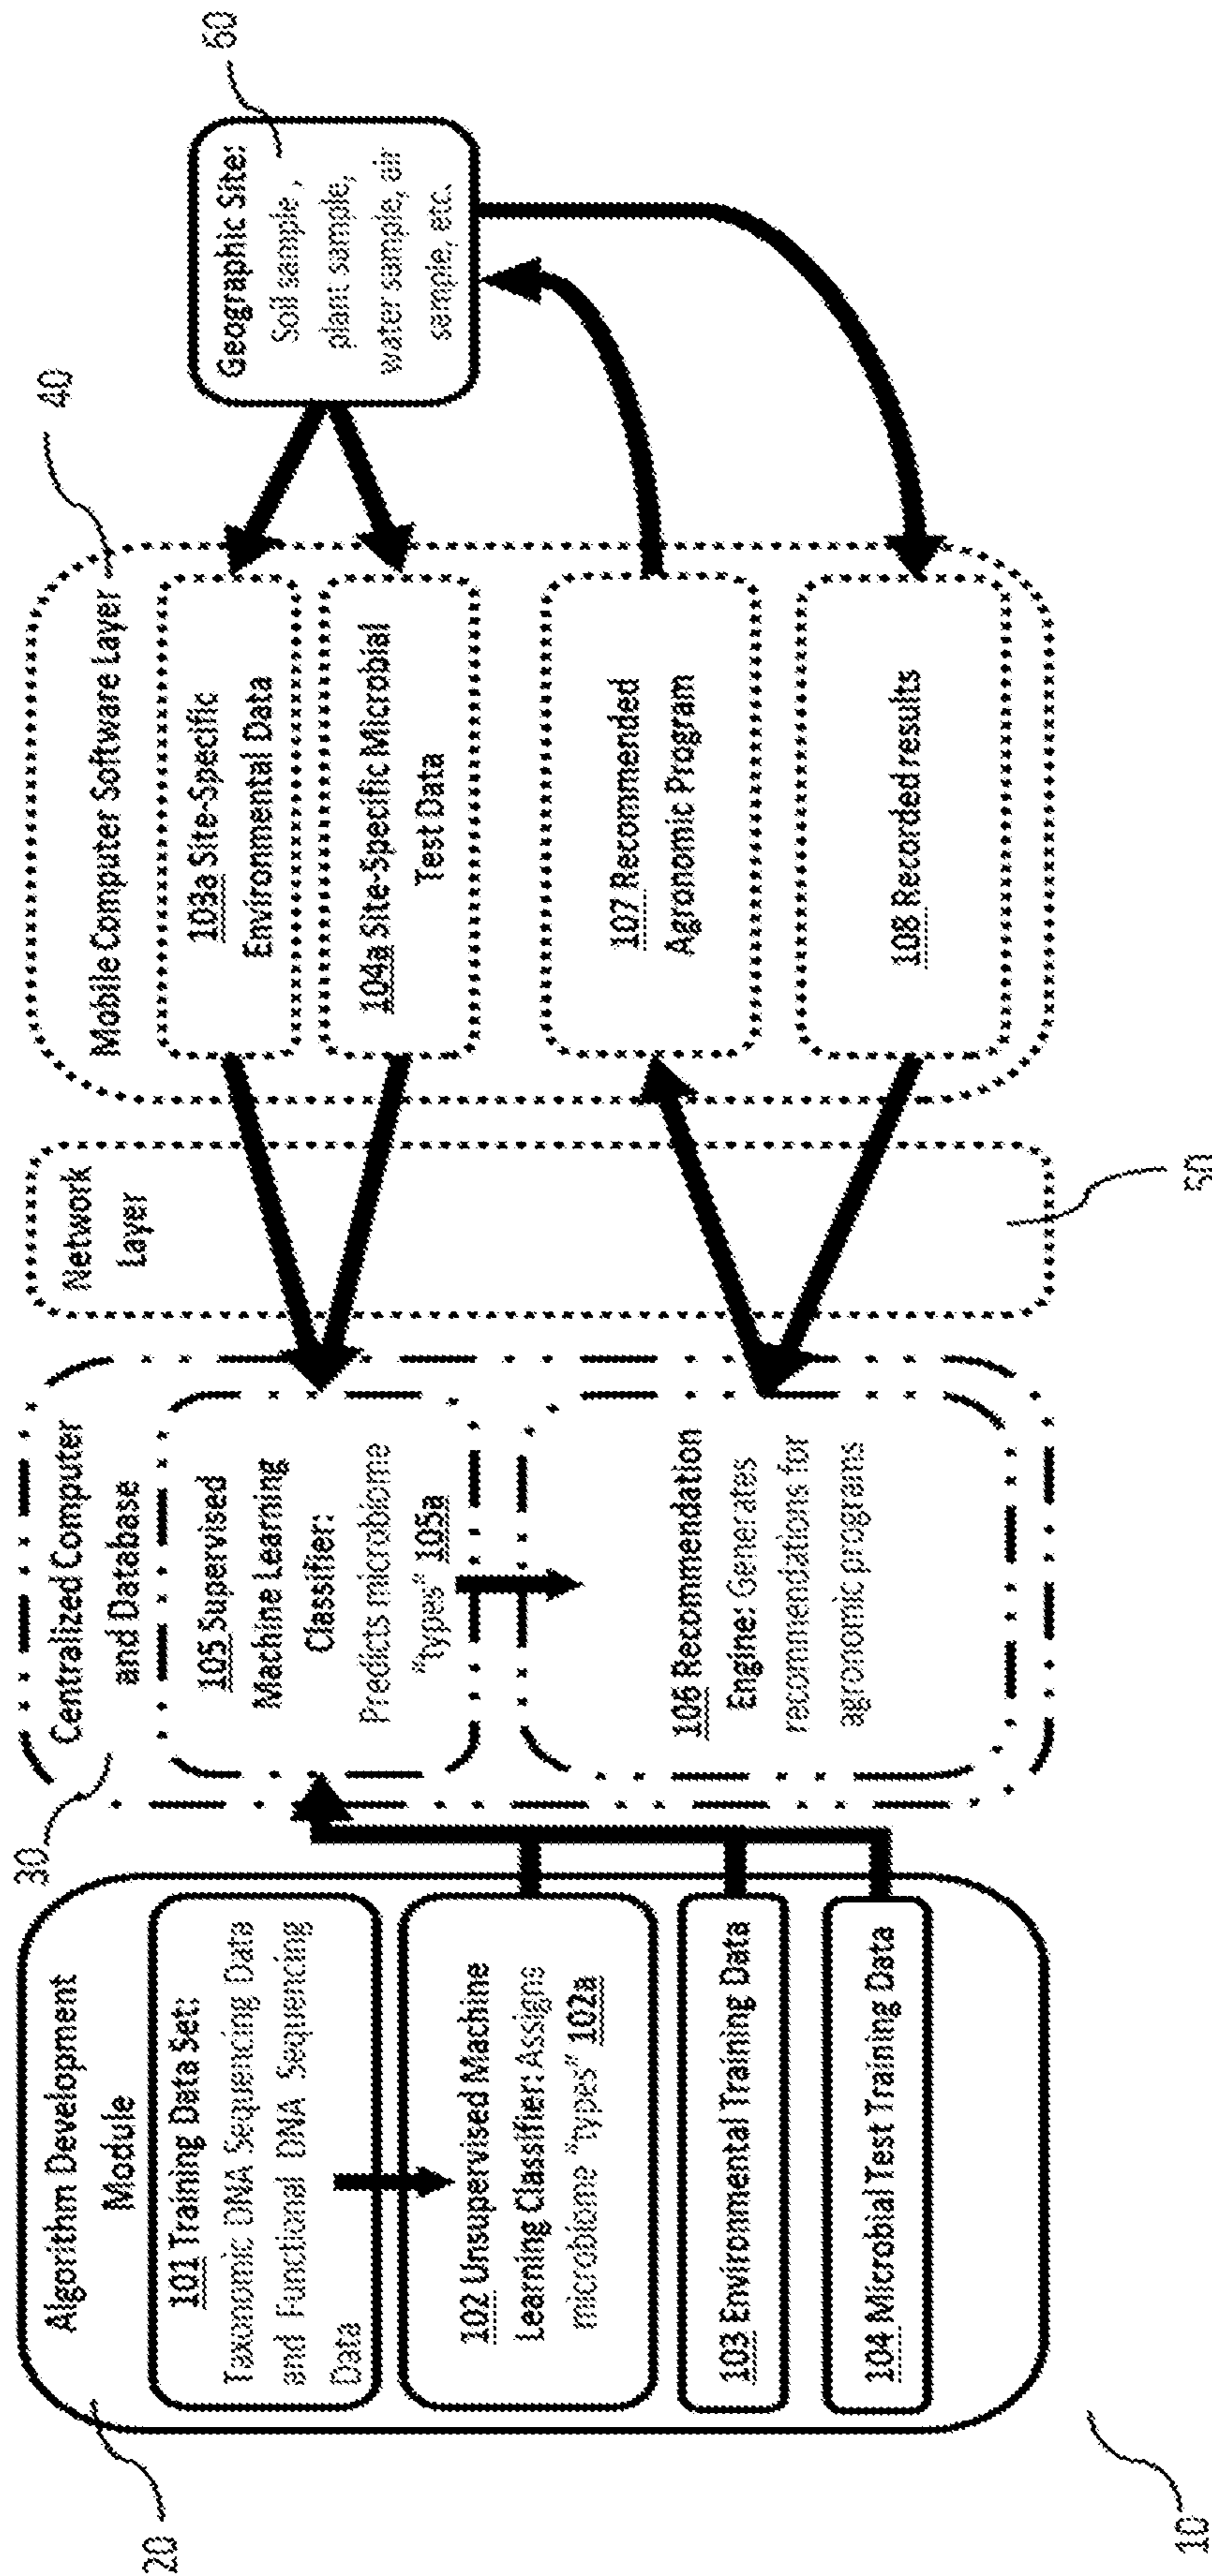 20
Algorithm Development
Module
101 Training Data Set:
Taxonomic DNA Sequencing Data
and Functional DNA Sequencing
Data
102 Unsupervised Machine
Learning Classifier: Assigns
microbiome "types" 102a
103 Environmental Training Data
104 Microbial Test Training Data
10
30
Centralized Computer
and Database
105 Supervised
Machine Learning
Classifier:
Predicts microbiome
"types" 105a
106 Recommendation
Engine: Generates
recommendations for
agronomic programs
Network
Layer
50
40
Mobile Computer Software Layer
103a Site-Specific
Environmental Data
104a Site-Specific Microbial
Test Data
107 Recommended
Agronomic Program
108 Recorded results
60
Geographic Site:
Soil sample,
plant sample,
water sample, air
sample, etc.